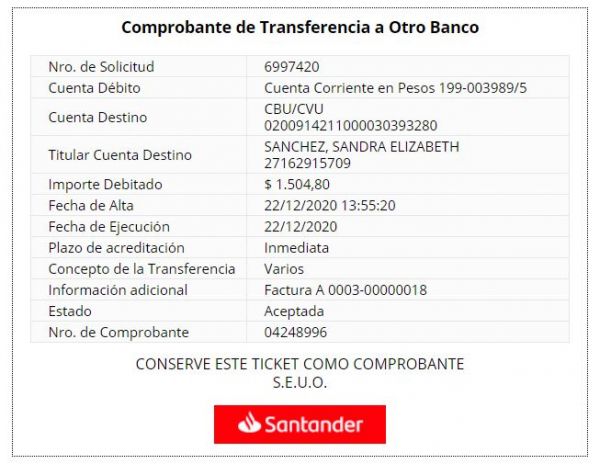 Comprobante de Transferencia a Otro Banco
Nro. de Solicitud 6997420
Cuenta Débito Cuenta Corriente en Pesos 199-003989/5
Cuenta Destino CBU/CVU
0200914211000030393280
Titular Cuenta Destino SANCHEZ, SANDRA ELIZABETH
27162915709
Importe Debitado $ 1.504,80
Fecha de Alta 22/12/2020 13:55:20
Fecha de Ejecución 22/12/2020
Plazo de acreditación Inmediata
Concepto de la Transferencia Varios
Información adicional Factura A 0003-00000018
Estado Aceptada
Nro. de Comprobante 04248996
CONSERVE ESTE TICKET COMO COMPROBANTE
S.E.U.O.
Santander